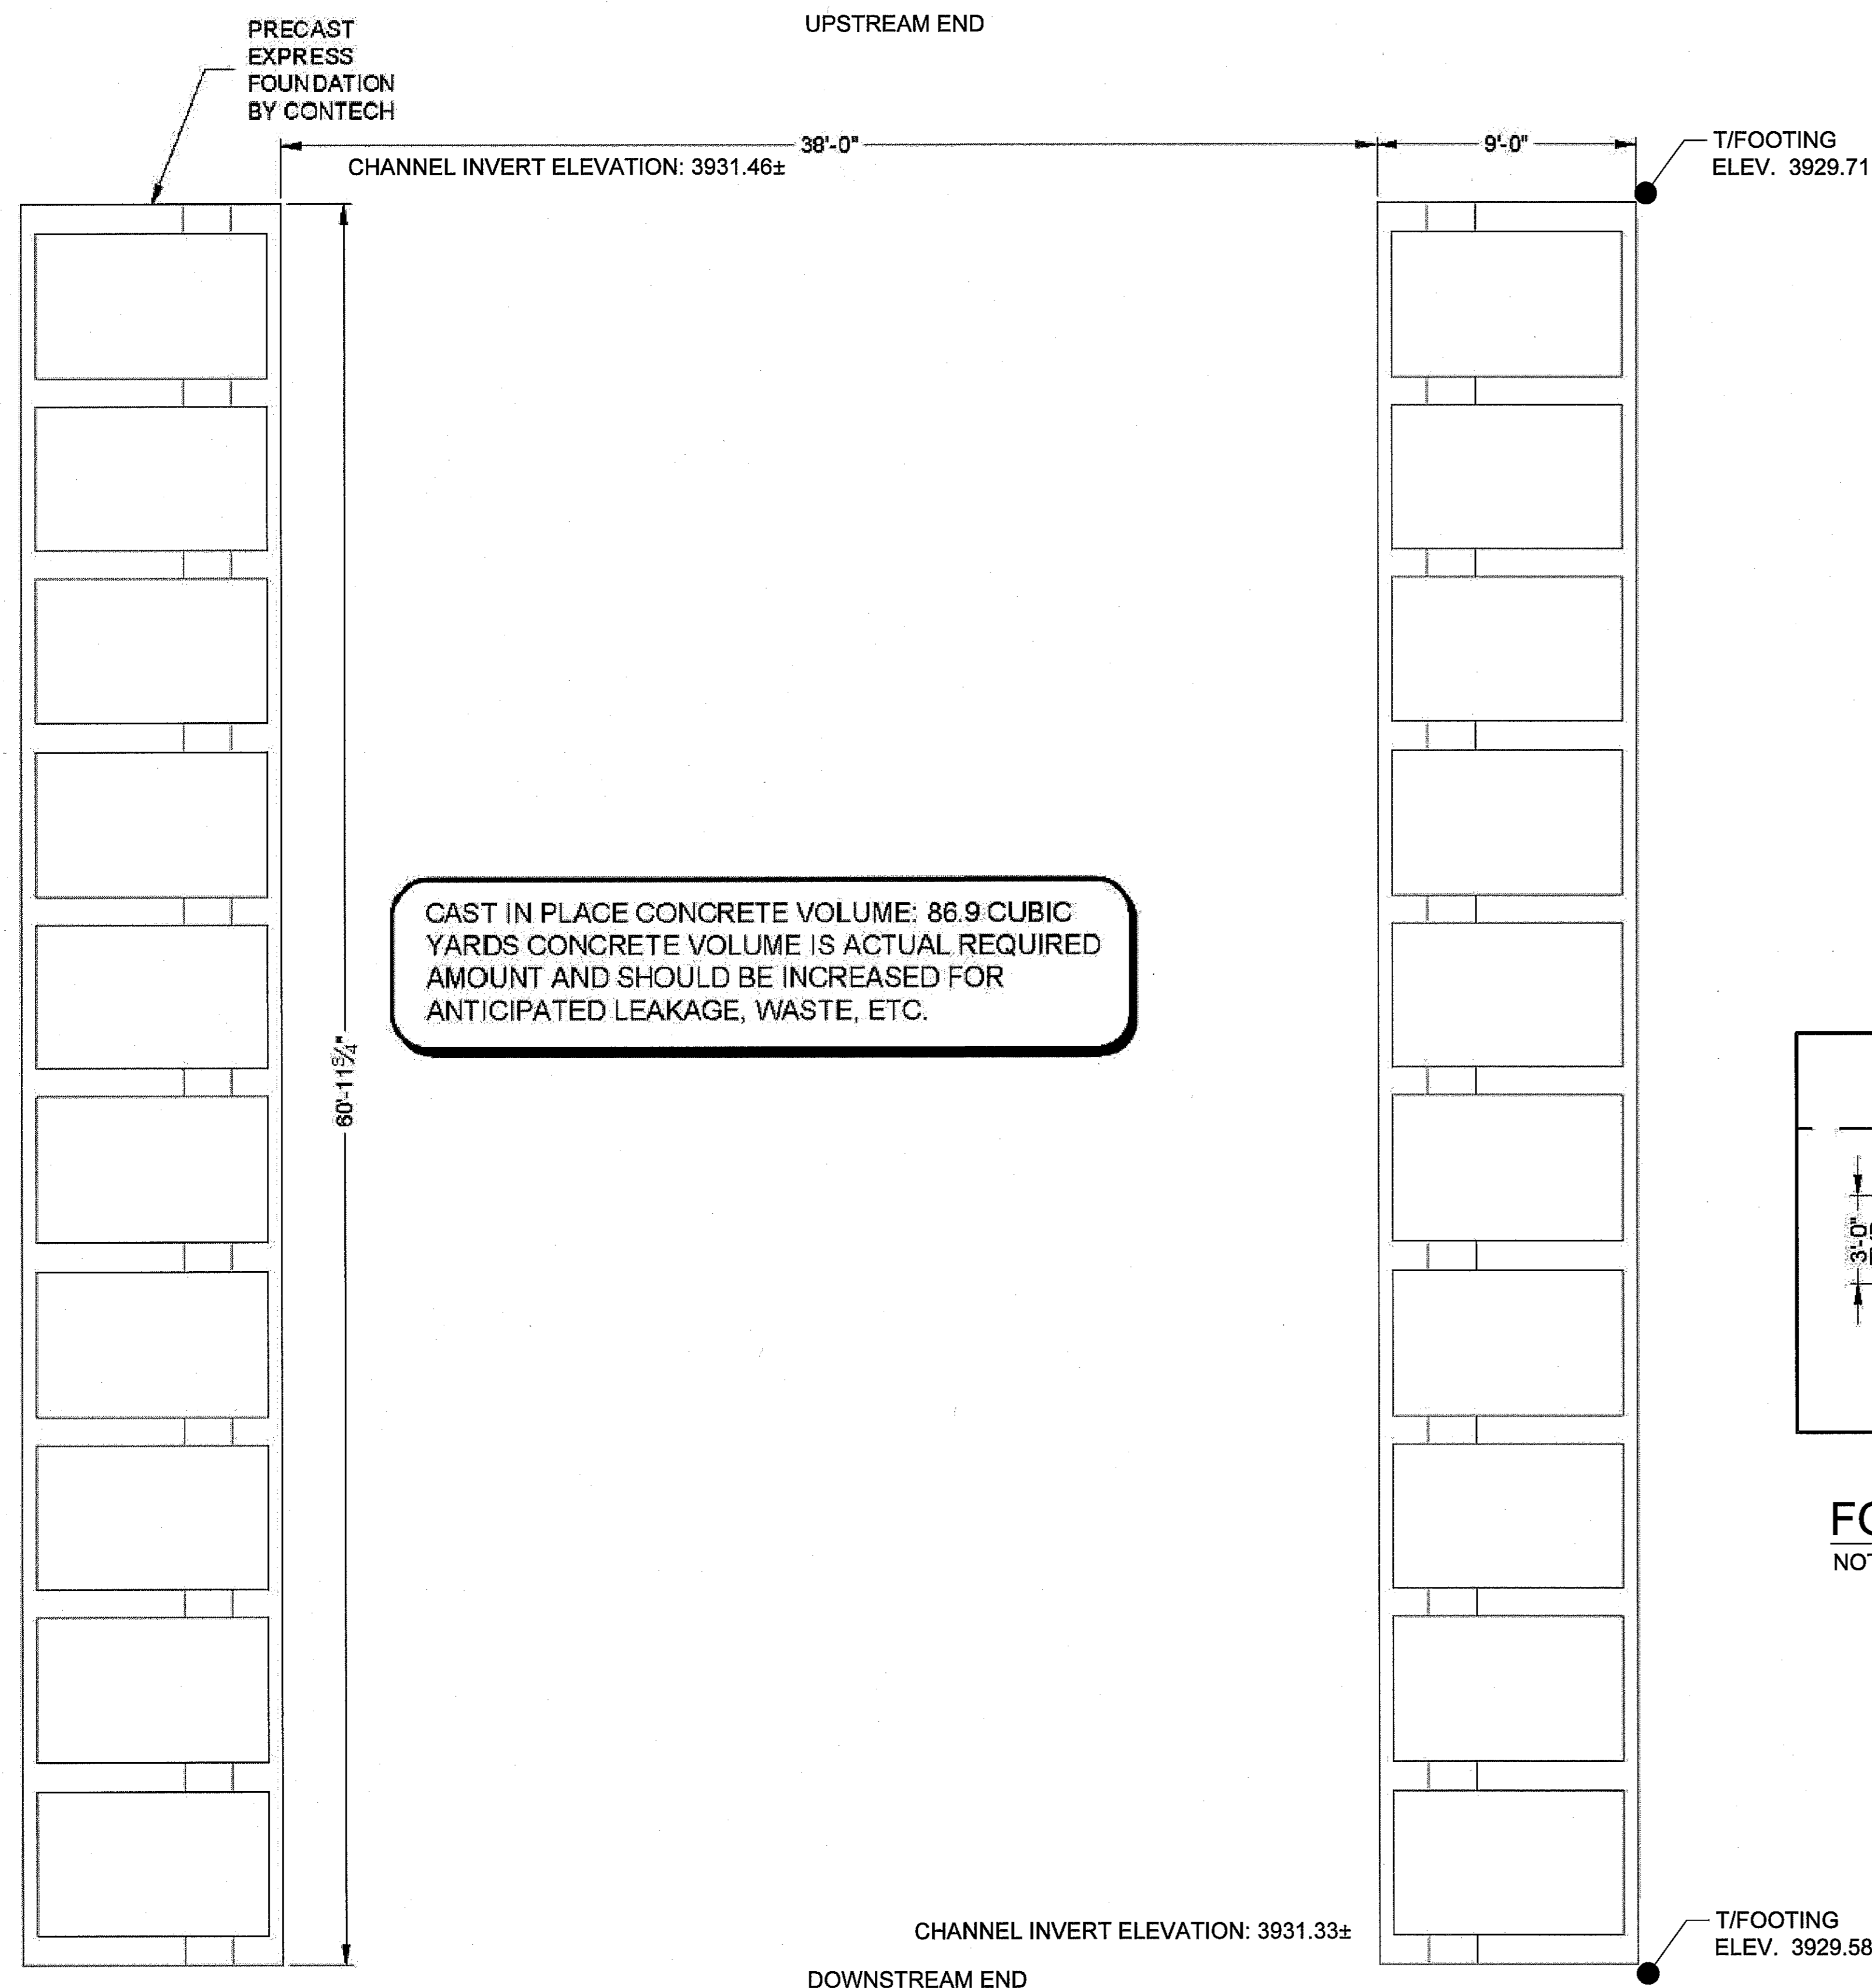 UPSTREAM END
PRECAST
EXPRESS
FOUNDATION
BY CONTECH
38'-0"
9'-0"
T/FOOTING
ELEV. 3929.71
CHANNEL INVERT ELEVATION: 3931.46±
CAST IN PLACE CONCRETE VOLUME: 86.9 CUBIC
YARDS CONCRETE VOLUME IS ACTUAL REQUIRED
AMOUNT AND SHOULD BE INCREASED FOR
ANTICIPATED LEAKAGE, WASTE, ETC.
60'-11¾"
3'-0"
CHANNEL INVERT ELEVATION: 3931.33±
T/FOOTING
ELEV. 3929.58
DOWNSTREAM END